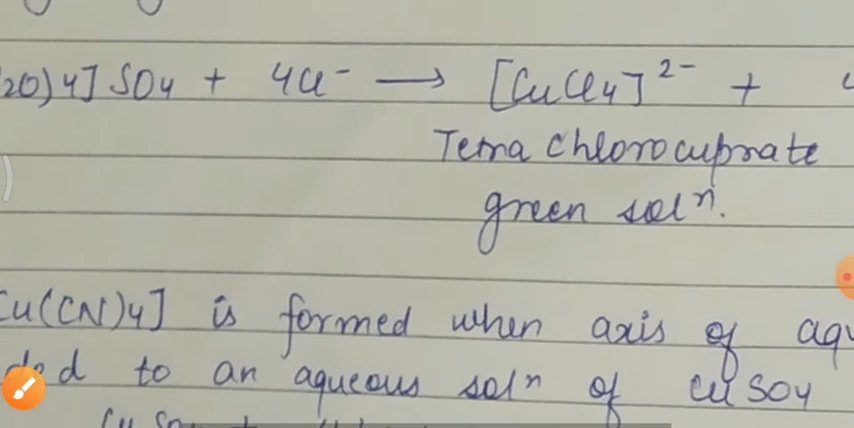 20)4] SO4 + 4Cl⁻ → [CuCl4]²⁻ +
Tetra chlorocuprate
green solⁿ.
Cu(CN)4] is formed when axis of aq
ded to an aqueous solⁿ of CuSO4